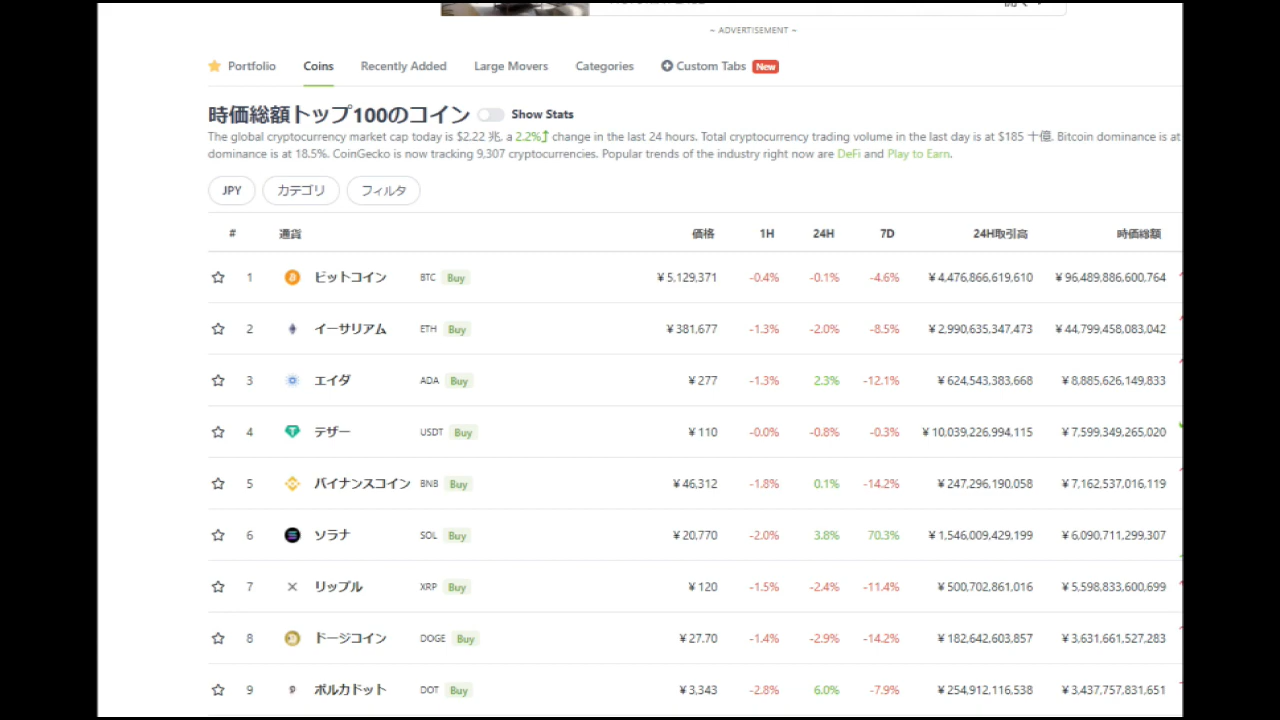 ~ ADVERTISEMENT ~
Portfolio Coins Recently Added Large Movers Categories Custom Tabs New
時価総額トップ100のコイン Show Stats
The global cryptocurrency market cap today is $2.22 兆, a 2.2% change in the last 24 hours. Total cryptocurrency trading volume in the last day is at $185 十億. Bitcoin dominance is at
dominance is at 18.5%. CoinGecko is now tracking 9,307 cryptocurrencies. Popular trends of the industry right now are DeFi and Play to Earn.
JPY カテゴリ フィルタ
# 通貨 価格 1H 24H 7D 24H取引高 時価総額
1 ビットコイン BTC Buy ¥5,129,371 -0.4% -0.1% -4.6% ¥4,476,866,619,610 ¥96,489,886,600,764
2 イーサリアム ETH Buy ¥381,677 -1.3% -2.0% -8.5% ¥2,990,635,347,473 ¥44,799,458,083,042
3 エイダ ADA Buy ¥277 -1.3% 2.3% -12.1% ¥624,543,383,668 ¥8,885,626,149,833
4 テザー USDT Buy ¥110 -0.0% -0.8% -0.3% ¥10,039,226,994,115 ¥7,599,349,265,020
5 バイナンスコイン BNB Buy ¥46,312 -1.8% 0.1% -14.2% ¥247,296,190,058 ¥7,162,537,016,119
6 ソラナ SOL Buy ¥20,770 -2.0% 3.8% 70.3% ¥1,546,009,429,199 ¥6,090,711,299,307
7 リップル XRP Buy ¥120 -1.5% -2.4% -11.4% ¥500,702,861,016 ¥5,598,833,600,699
8 ドージコイン DOGE Buy ¥27.70 -1.4% -2.9% -14.2% ¥182,642,603,857 ¥3,631,661,527,283
9 ポルカドット DOT Buy ¥3,343 -2.8% 6.0% -7.9% ¥254,912,116,538 ¥3,437,757,831,651